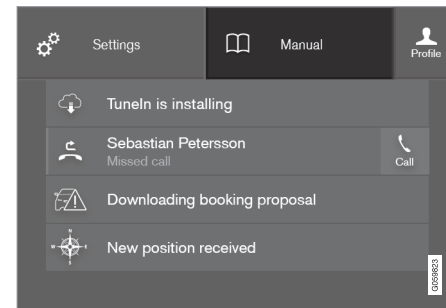 Settings
Manual
Profile
TuneIn is installing
Sebastian Petersson
Missed call
Call
Downloading booking proposal
New position received
G059823